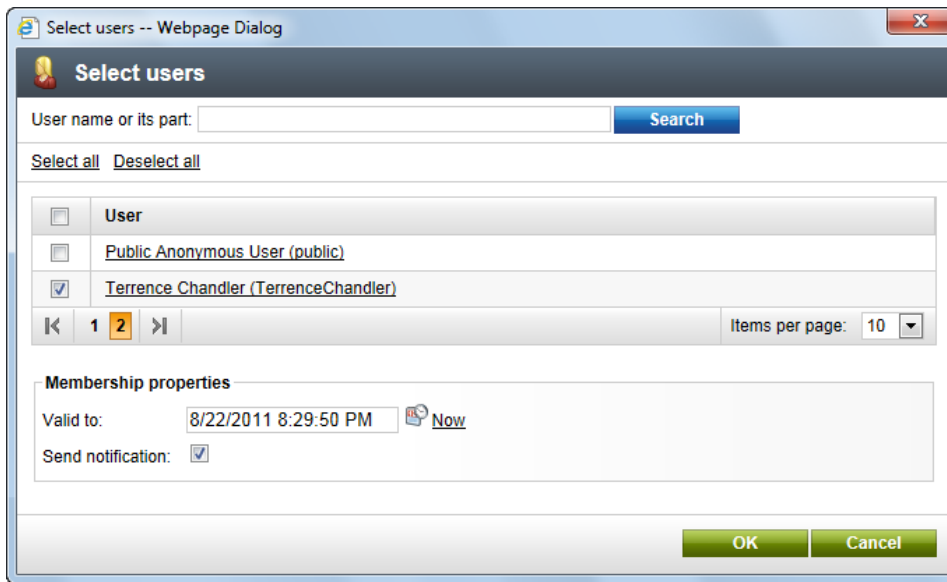 Select users -- Webpage Dialog
Select users
User name or its part: Search
Select all Deselect all
User
Public Anonymous User (public)
Terrence Chandler (TerrenceChandler)
1 2 Items per page: 10
Membership properties
Valid to: 8/22/2011 8:29:50 PM Now
Send notification:
OK Cancel